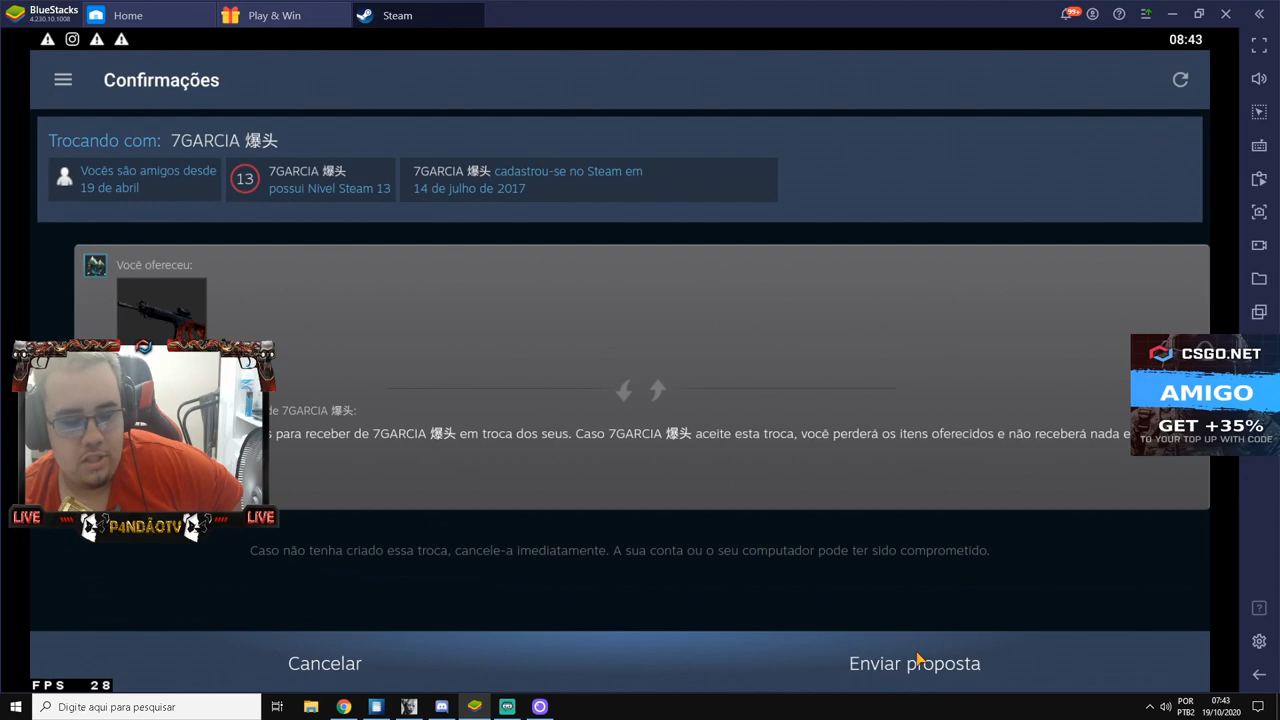 BlueStacks
4.230.10.1008
Home
Play & Win
Steam
99+
08:43
Confirmações
Trocando com: 7GARCIA 爆头
Vocês são amigos desde
19 de abril
13
7GARCIA 爆头
possui Nível Steam 13
7GARCIA 爆头 cadastrou-se no Steam em
14 de julho de 2017
Você ofereceu:
CSGO.NET
AMIGO
GET +35%
TO YOUR TOP UP WITH CODE
de 7GARCIA 爆头:
s para receber de 7GARCIA 爆头 em troca dos seus. Caso 7GARCIA 爆头 aceite esta troca, você perderá os itens oferecidos e não receberá nada e
LIVE
P4NDÃOTV
LIVE
Caso não tenha criado essa troca, cancele-a imediatamente. A sua conta ou o seu computador pode ter sido comprometido.
Cancelar
Enviar proposta
FPS 28
Digite aqui para pesquisar
POR
PTB2
07:43
19/10/2020